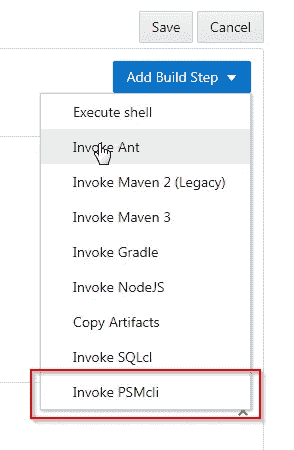 Save Cancel
Add Build Step
Execute shell
Invoke Ant
Invoke Maven 2 (Legacy)
Invoke Maven 3
Invoke Gradle
Invoke NodeJS
Copy Artifacts
Invoke SQLcl
Invoke PSMcli